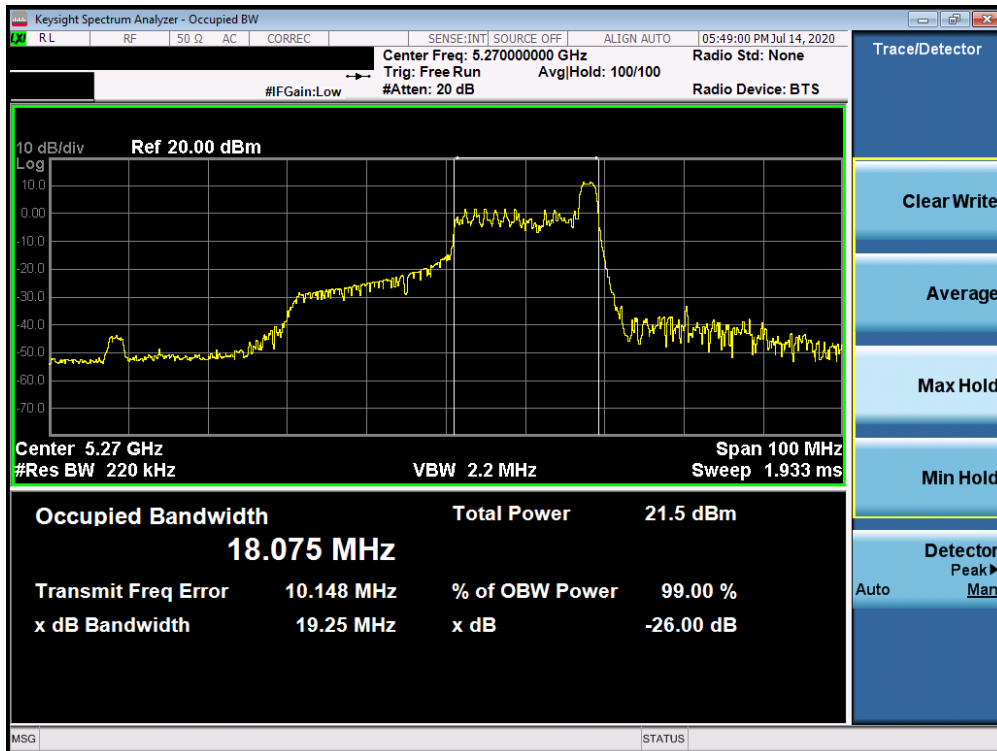 Keysight Spectrum Analyzer - Occupied BW
LXI RL RF 50 Ω AC CORREC SENSE:INT SOURCE OFF ALIGN AUTO 05:49:00 PM Jul 14, 2020
Center Freq: 5.270000000 GHz Radio Std: None
Trig: Free Run Avg|Hold: 100/100
#IFGain:Low #Atten: 20 dB Radio Device: BTS
Trace/Detector
10 dB/div Ref 20.00 dBm
Log
10.0
0.00
-10.0
-20.0
-30.0
-40.0
-50.0
-60.0
-70.0
Center 5.27 GHz Span 100 MHz
#Res BW 220 kHz VBW 2.2 MHz Sweep 1.933 ms
Clear Write
Average
Max Hold
Min Hold
Detector
Peak▶
Auto Man
Occupied Bandwidth Total Power 21.5 dBm
18.075 MHz
Transmit Freq Error 10.148 MHz % of OBW Power 99.00 %
x dB Bandwidth 19.25 MHz x dB -26.00 dB
MSG STATUS